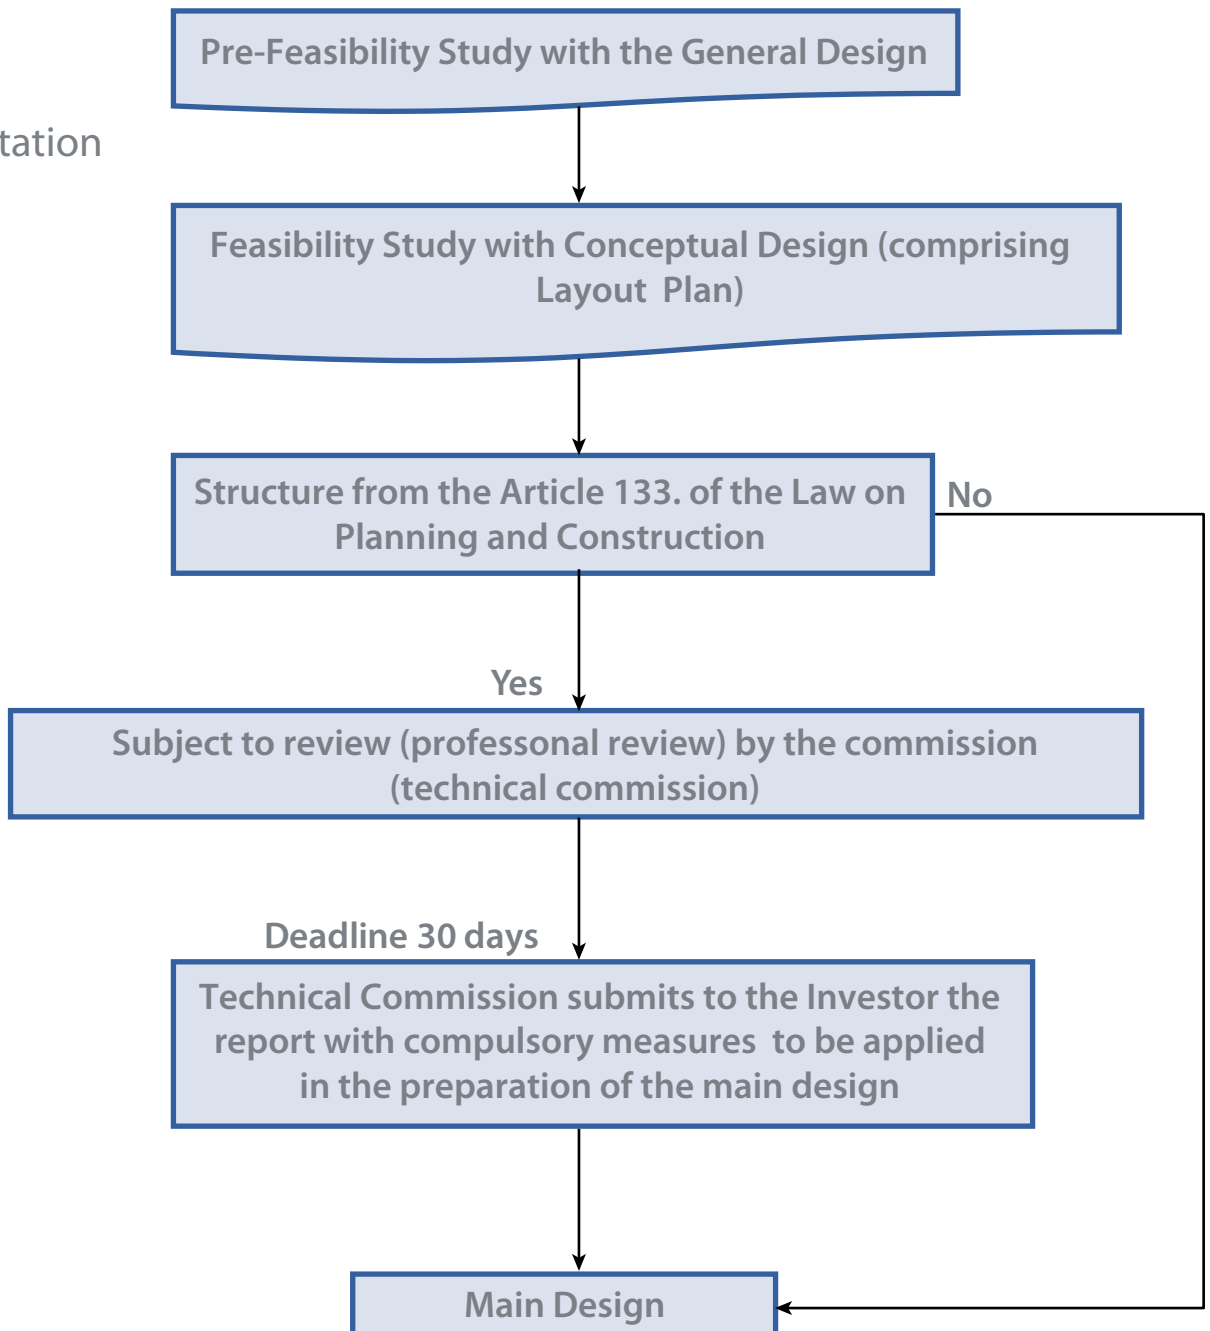 Pre-Feasibility Study with the General Design
tation
Feasibility Study with Conceptual Design (comprising
Layout Plan)
Structure from the Article 133. of the Law on
Planning and Construction
No
Yes
Subject to review (professonal review) by the commission
(technical commission)
Deadline 30 days
Technical Commission submits to the Investor the
report with compulsory measures to be applied
in the preparation of the main design
Main Design